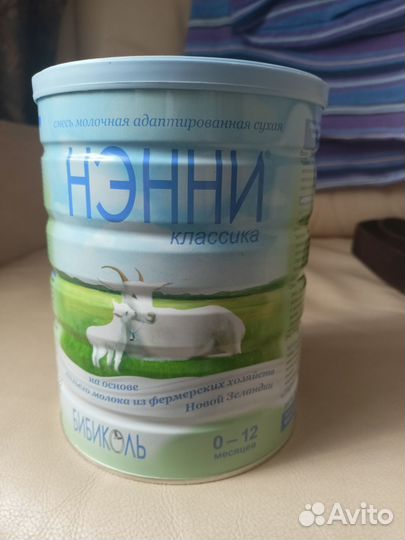 смесь молочная адаптированная сухая
НЭННИ
классика
на основе
молока из фермерских хозяйств
Новой Зеландии
БИБИКОЛЬ
0–12
месяцев
Avito